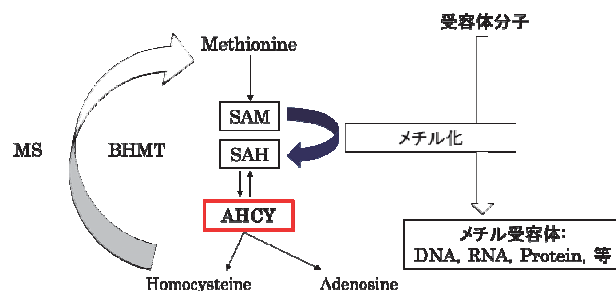 受容体分子
Methionine
SAM
メチル化
MS
BHMT
SAH
AHCY
メチル受容体:
DNA, RNA, Protein, 等
Homocysteine
Adenosine